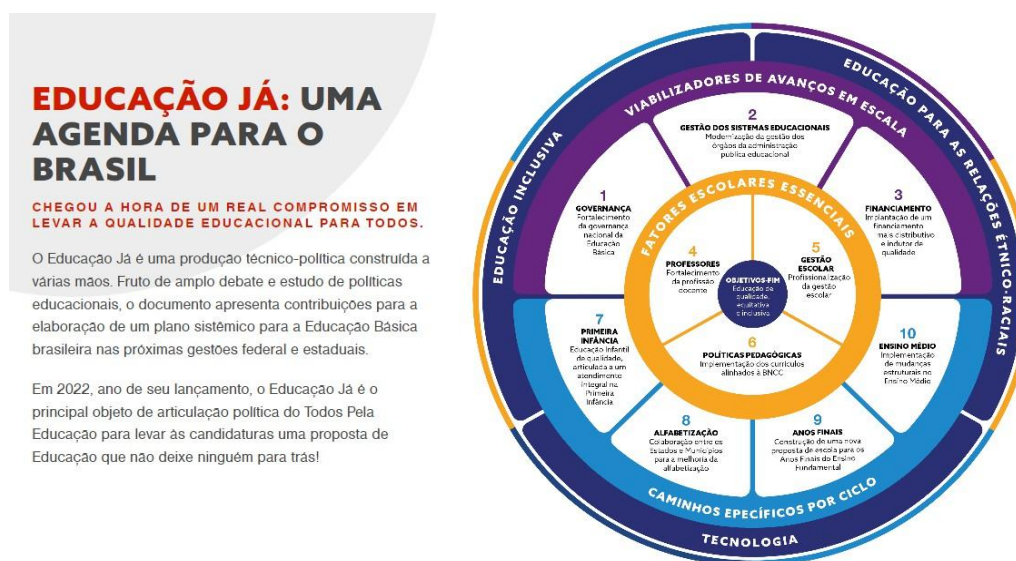 EDUCAÇÃO JÁ: UMA
AGENDA PARA O
BRASIL
CHEGOU A HORA DE UM REAL COMPROMISSO EM
LEVAR A QUALIDADE EDUCACIONAL PARA TODOS.
O Educação Já é uma produção técnico-política construída a
várias mãos. Fruto de amplo debate e estudo de políticas
educacionais, o documento apresenta contribuições para a
elaboração de um plano sistêmico para a Educação Básica
brasileira nas próximas gestões federal e estaduais.
Em 2022, ano de seu lançamento, o Educação Já é o
principal objeto de articulação política do Todos Pela
Educação para levar às candidaturas uma proposta de
Educação que não deixe ninguém para trás!
EDUCAÇÃO INCLUSIVA
EDUCAÇÃO PARA AS RELAÇÕES ÉTNICO-RACIAIS
TECNOLOGIA
VIABILIZADORES DE AVANÇOS EM ESCALA
1
GOVERNANÇA
Fortalecimento
da governança
nacional da
Educação
Básica
2
GESTÃO DOS SISTEMAS EDUCACIONAIS
Modernização da gestão dos
órgãos da administração
pública educacional
3
FINANCIAMENTO
Implantação de um
financiamento
mais distributivo
e indutor de
qualidade
FATORES ESCOLARES ESSENCIAIS
4
PROFESSORES
Fortalecimento
da profissão
docente
5
GESTÃO
ESCOLAR
Profissionalização
da gestão
escolar
OBJETIVOS-FIM
Educação de
qualidade,
equitativa
e inclusiva
6
POLÍTICAS PEDAGÓGICAS
Implementação dos currículos
alinhados à BNCC
7
PRIMEIRA
INFÂNCIA
Educação Infantil
de qualidade,
articulada a um
atendimento
integral na
Primeira
Infância
8
ALFABETIZAÇÃO
Colaboração entre os
Estados e Municípios
para a melhoria da
alfabetização
9
ANOS FINAIS
Construção de uma nova
proposta de escola para os
Anos Finais do Ensino
Fundamental
10
ENSINO MÉDIO
Implementação
de mudanças
estruturais no
Ensino Médio
CAMINHOS EPECÍFICOS POR CICLO